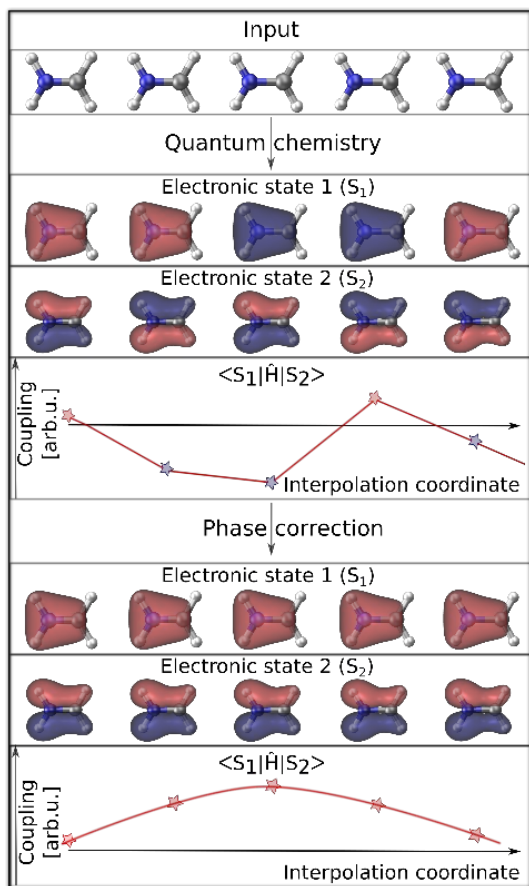 Input
Quantum chemistry
Electronic state 1 (S₁)
Electronic state 2 (S₂)
<S₁|Ĥ|S₂>
Coupling
[arb.u.]
Interpolation coordinate
Phase correction
Electronic state 1 (S₁)
Electronic state 2 (S₂)
<S₁|Ĥ|S₂>
Coupling
[arb.u.]
Interpolation coordinate